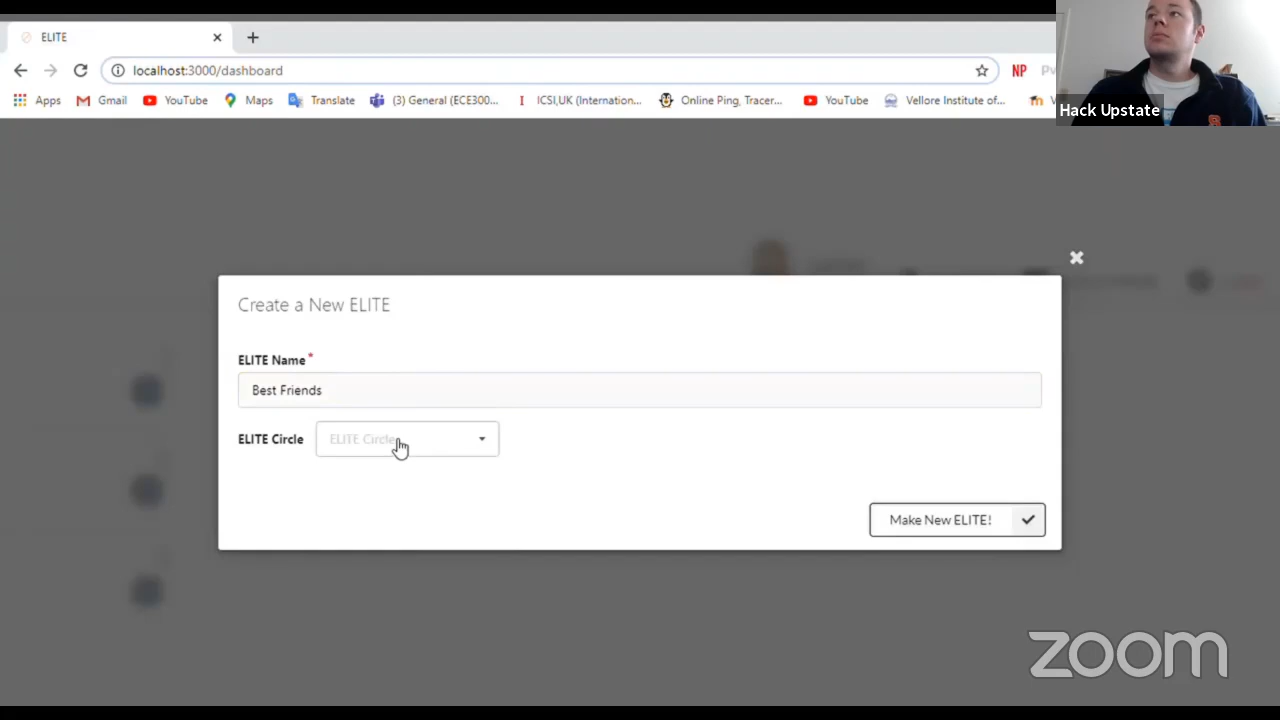 ELITE
localhost:3000/dashboard
NP
Apps
Gmail
YouTube
Maps
Translate
(3) General (ECE300...
ICSI,UK (Internation...
Online Ping, Tracer...
YouTube
Vellore Institute of...
Hack Upstate
Create a New ELITE
ELITE Name*
Best Friends
ELITE Circle
ELITE Circle
Make New ELITE!
zoom